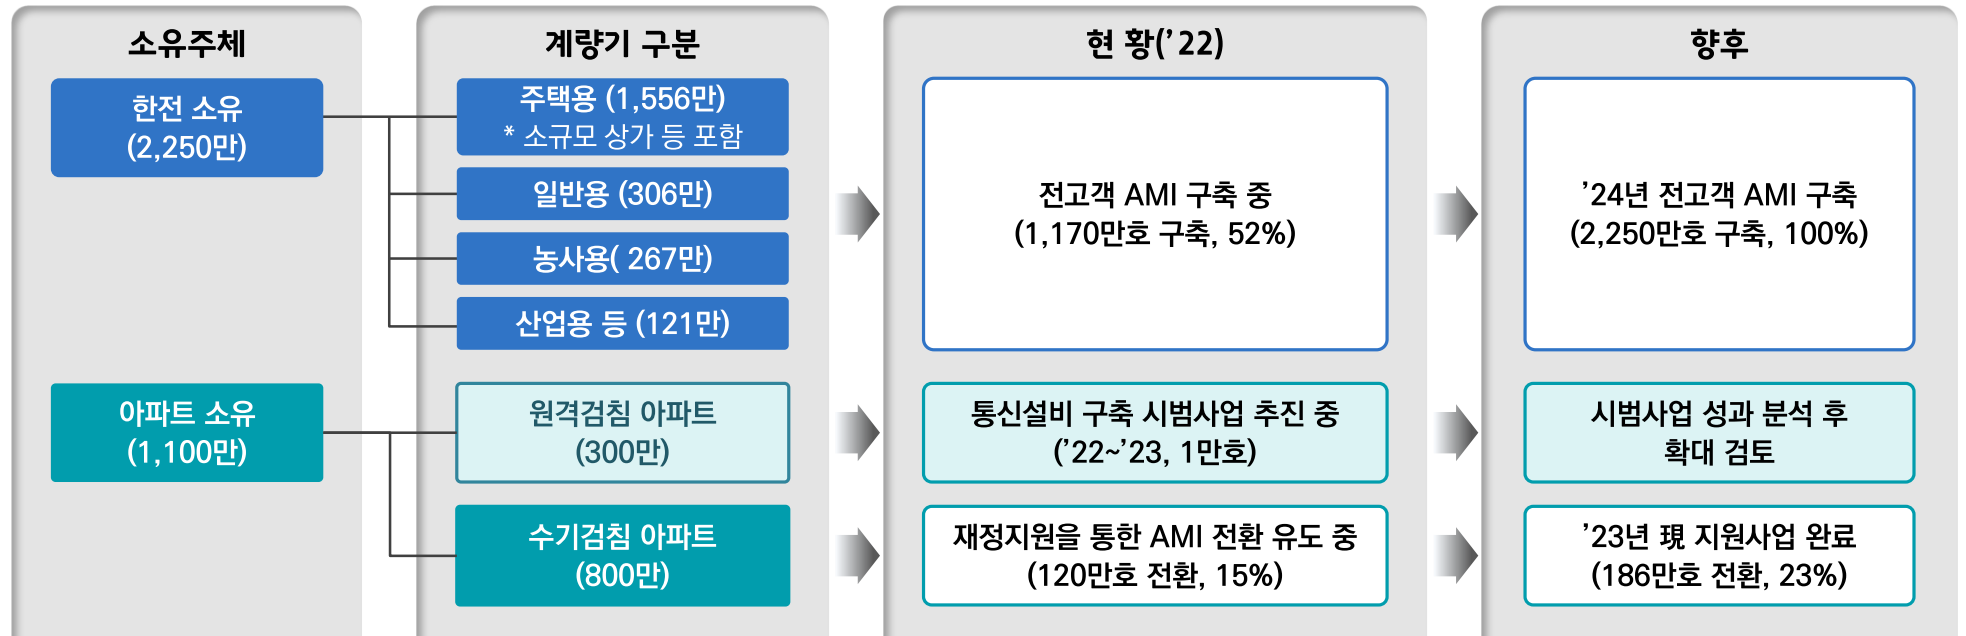 소유주체
계량기 구분
현 황(’22)
향후
한전 소유
(2,250만)
주택용 (1,556만)
* 소규모 상가 등 포함
일반용 (306만)
농사용( 267만)
산업용 등 (121만)
전고객 AMI 구축 중
(1,170만호 구축, 52%)
’24년 전고객 AMI 구축
(2,250만호 구축, 100%)
아파트 소유
(1,100만)
원격검침 아파트
(300만)
통신설비 구축 시범사업 추진 중
(’22~’23, 1만호)
시범사업 성과 분석 후
확대 검토
수기검침 아파트
(800만)
재정지원을 통한 AMI 전환 유도 중
(120만호 전환, 15%)
’23년 現 지원사업 완료
(186만호 전환, 23%)